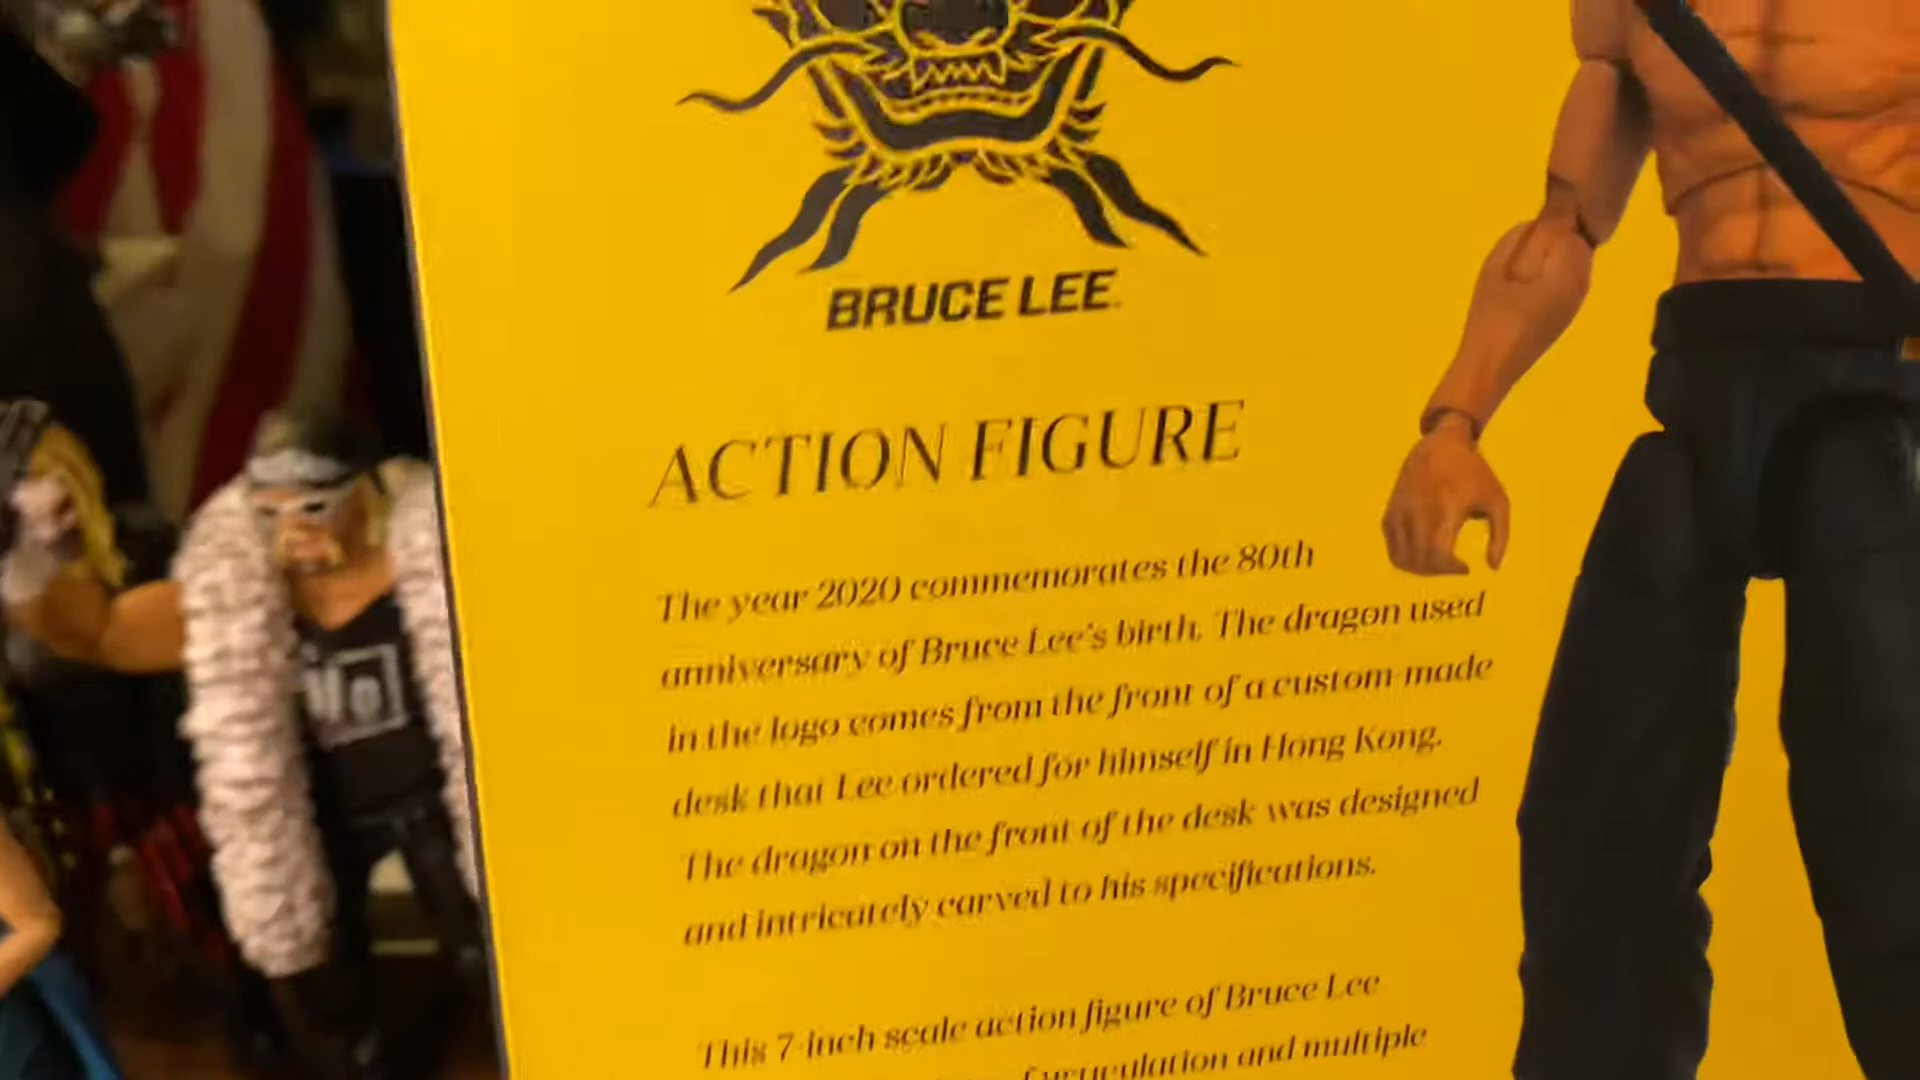 BRUCE LEE
ACTION FIGURE
The year 2020 commemorates the 80th
anniversary of Bruce Lee's birth. The dragon used
in the logo comes from the front of a custom-made
desk that Lee ordered for himself in Hong Kong.
The dragon on the front of the desk was designed
and intricately carved to his specifications.
This 7-inch scale action figure of Bruce Lee
articulation and multiple